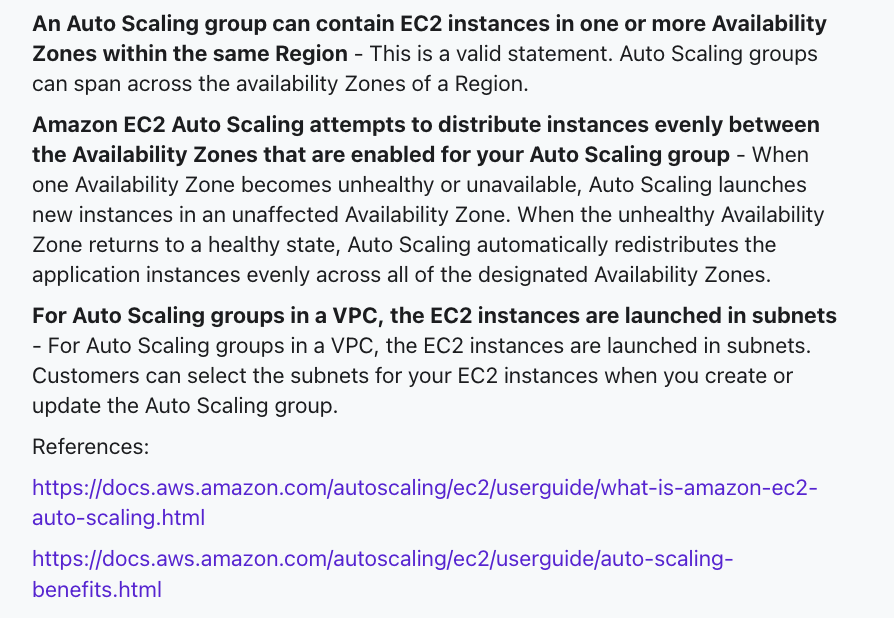 An Auto Scaling group can contain EC2 instances in one or more Availability
Zones within the same Region - This is a valid statement. Auto Scaling groups
can span across the availability Zones of a Region.
Amazon EC2 Auto Scaling attempts to distribute instances evenly between
the Availability Zones that are enabled for your Auto Scaling group - When
one Availability Zone becomes unhealthy or unavailable, Auto Scaling launches
new instances in an unaffected Availability Zone. When the unhealthy Availability
Zone returns to a healthy state, Auto Scaling automatically redistributes the
application instances evenly across all of the designated Availability Zones.
For Auto Scaling groups in a VPC, the EC2 instances are launched in subnets
- For Auto Scaling groups in a VPC, the EC2 instances are launched in subnets.
Customers can select the subnets for your EC2 instances when you create or
update the Auto Scaling group.
References:
https://docs.aws.amazon.com/autoscaling/ec2/userguide/what-is-amazon-ec2-
auto-scaling.html
https://docs.aws.amazon.com/autoscaling/ec2/userguide/auto-scaling-
benefits.html